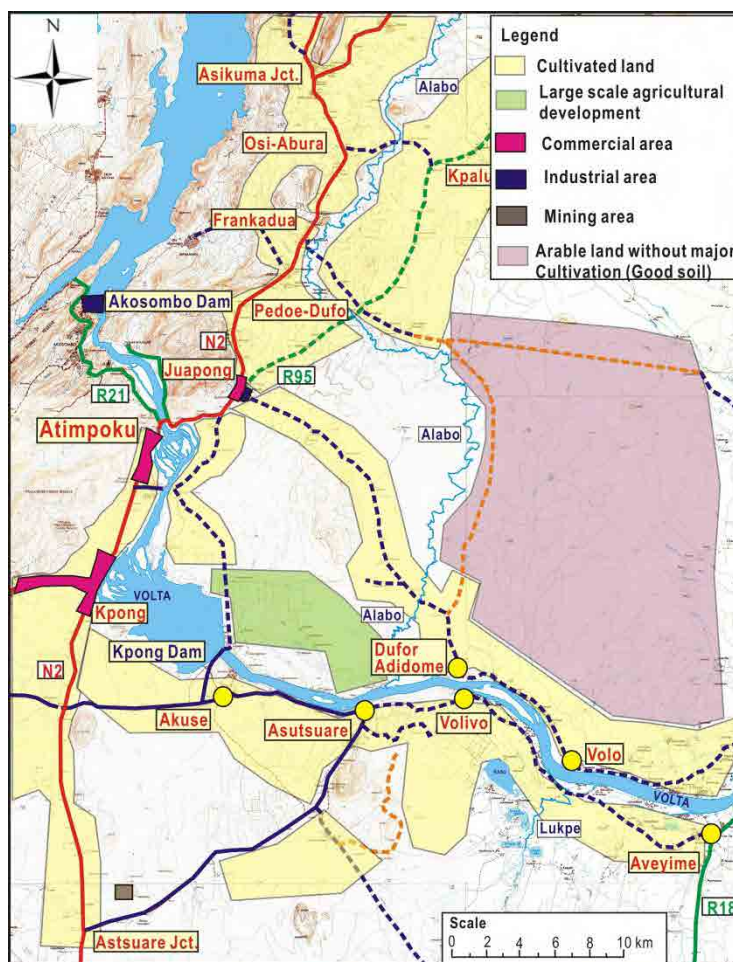 N
Legend
Cultivated land
Large scale agricultural
development
Commercial area
Industrial area
Mining area
Arable land without major
Cultivation (Good soil)
Asikuma Jct.
Alabo
Osi-Abura
Kpalu
Frankadua
Akosombo Dam
Pedoe-Dufo
N2
Juapong
R95
R21
Atimpoku
Alabo
VOLTA
Kpong
Alabo
Kpong Dam
Dufor
Adidome
N2
Akuse
Asutsuare
Volivo
Volo
VOLTA
Lukpe
Aveyime
R18
Astsuare Jct.
Scale
0 2 4 6 8 10 km